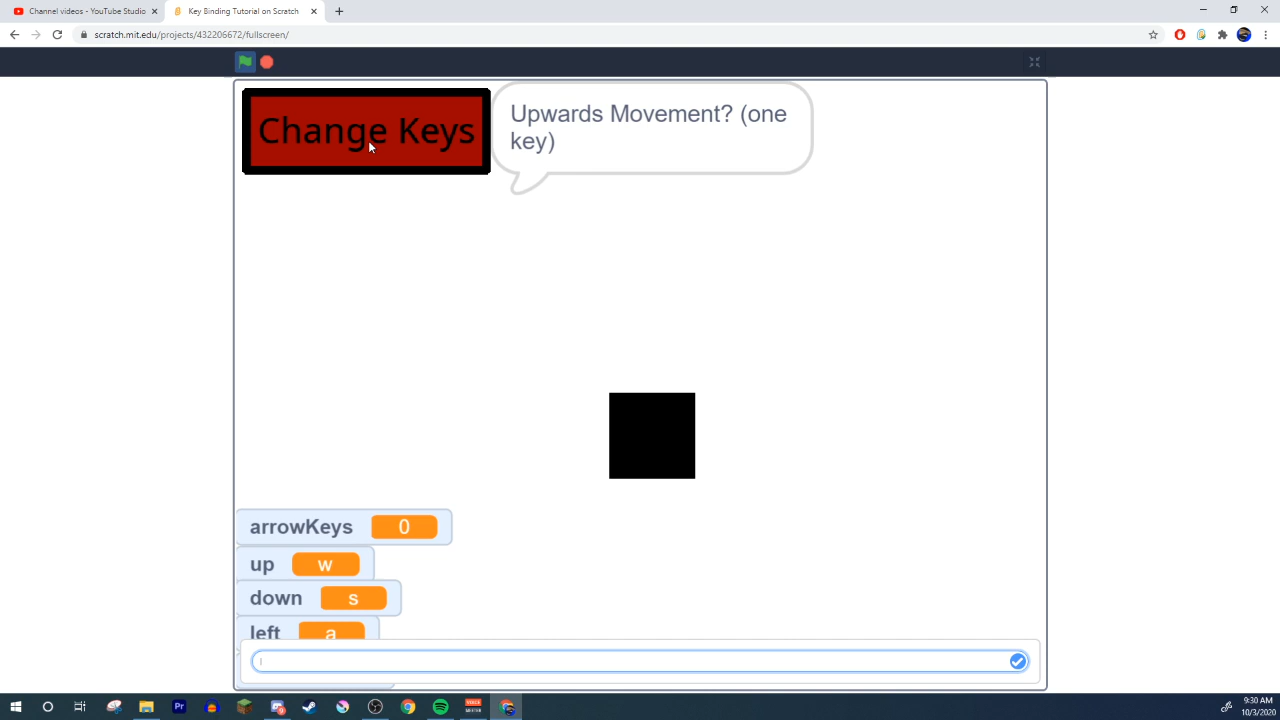 Channel videos - YouTube Studio
Key Binding Tutorial on Scratch
scratch.mit.edu/projects/432206672/fullscreen/
Change Keys
Upwards Movement? (one
key)
arrowKeys 0
up w
down s
left a
9:30 AM
10/3/2020